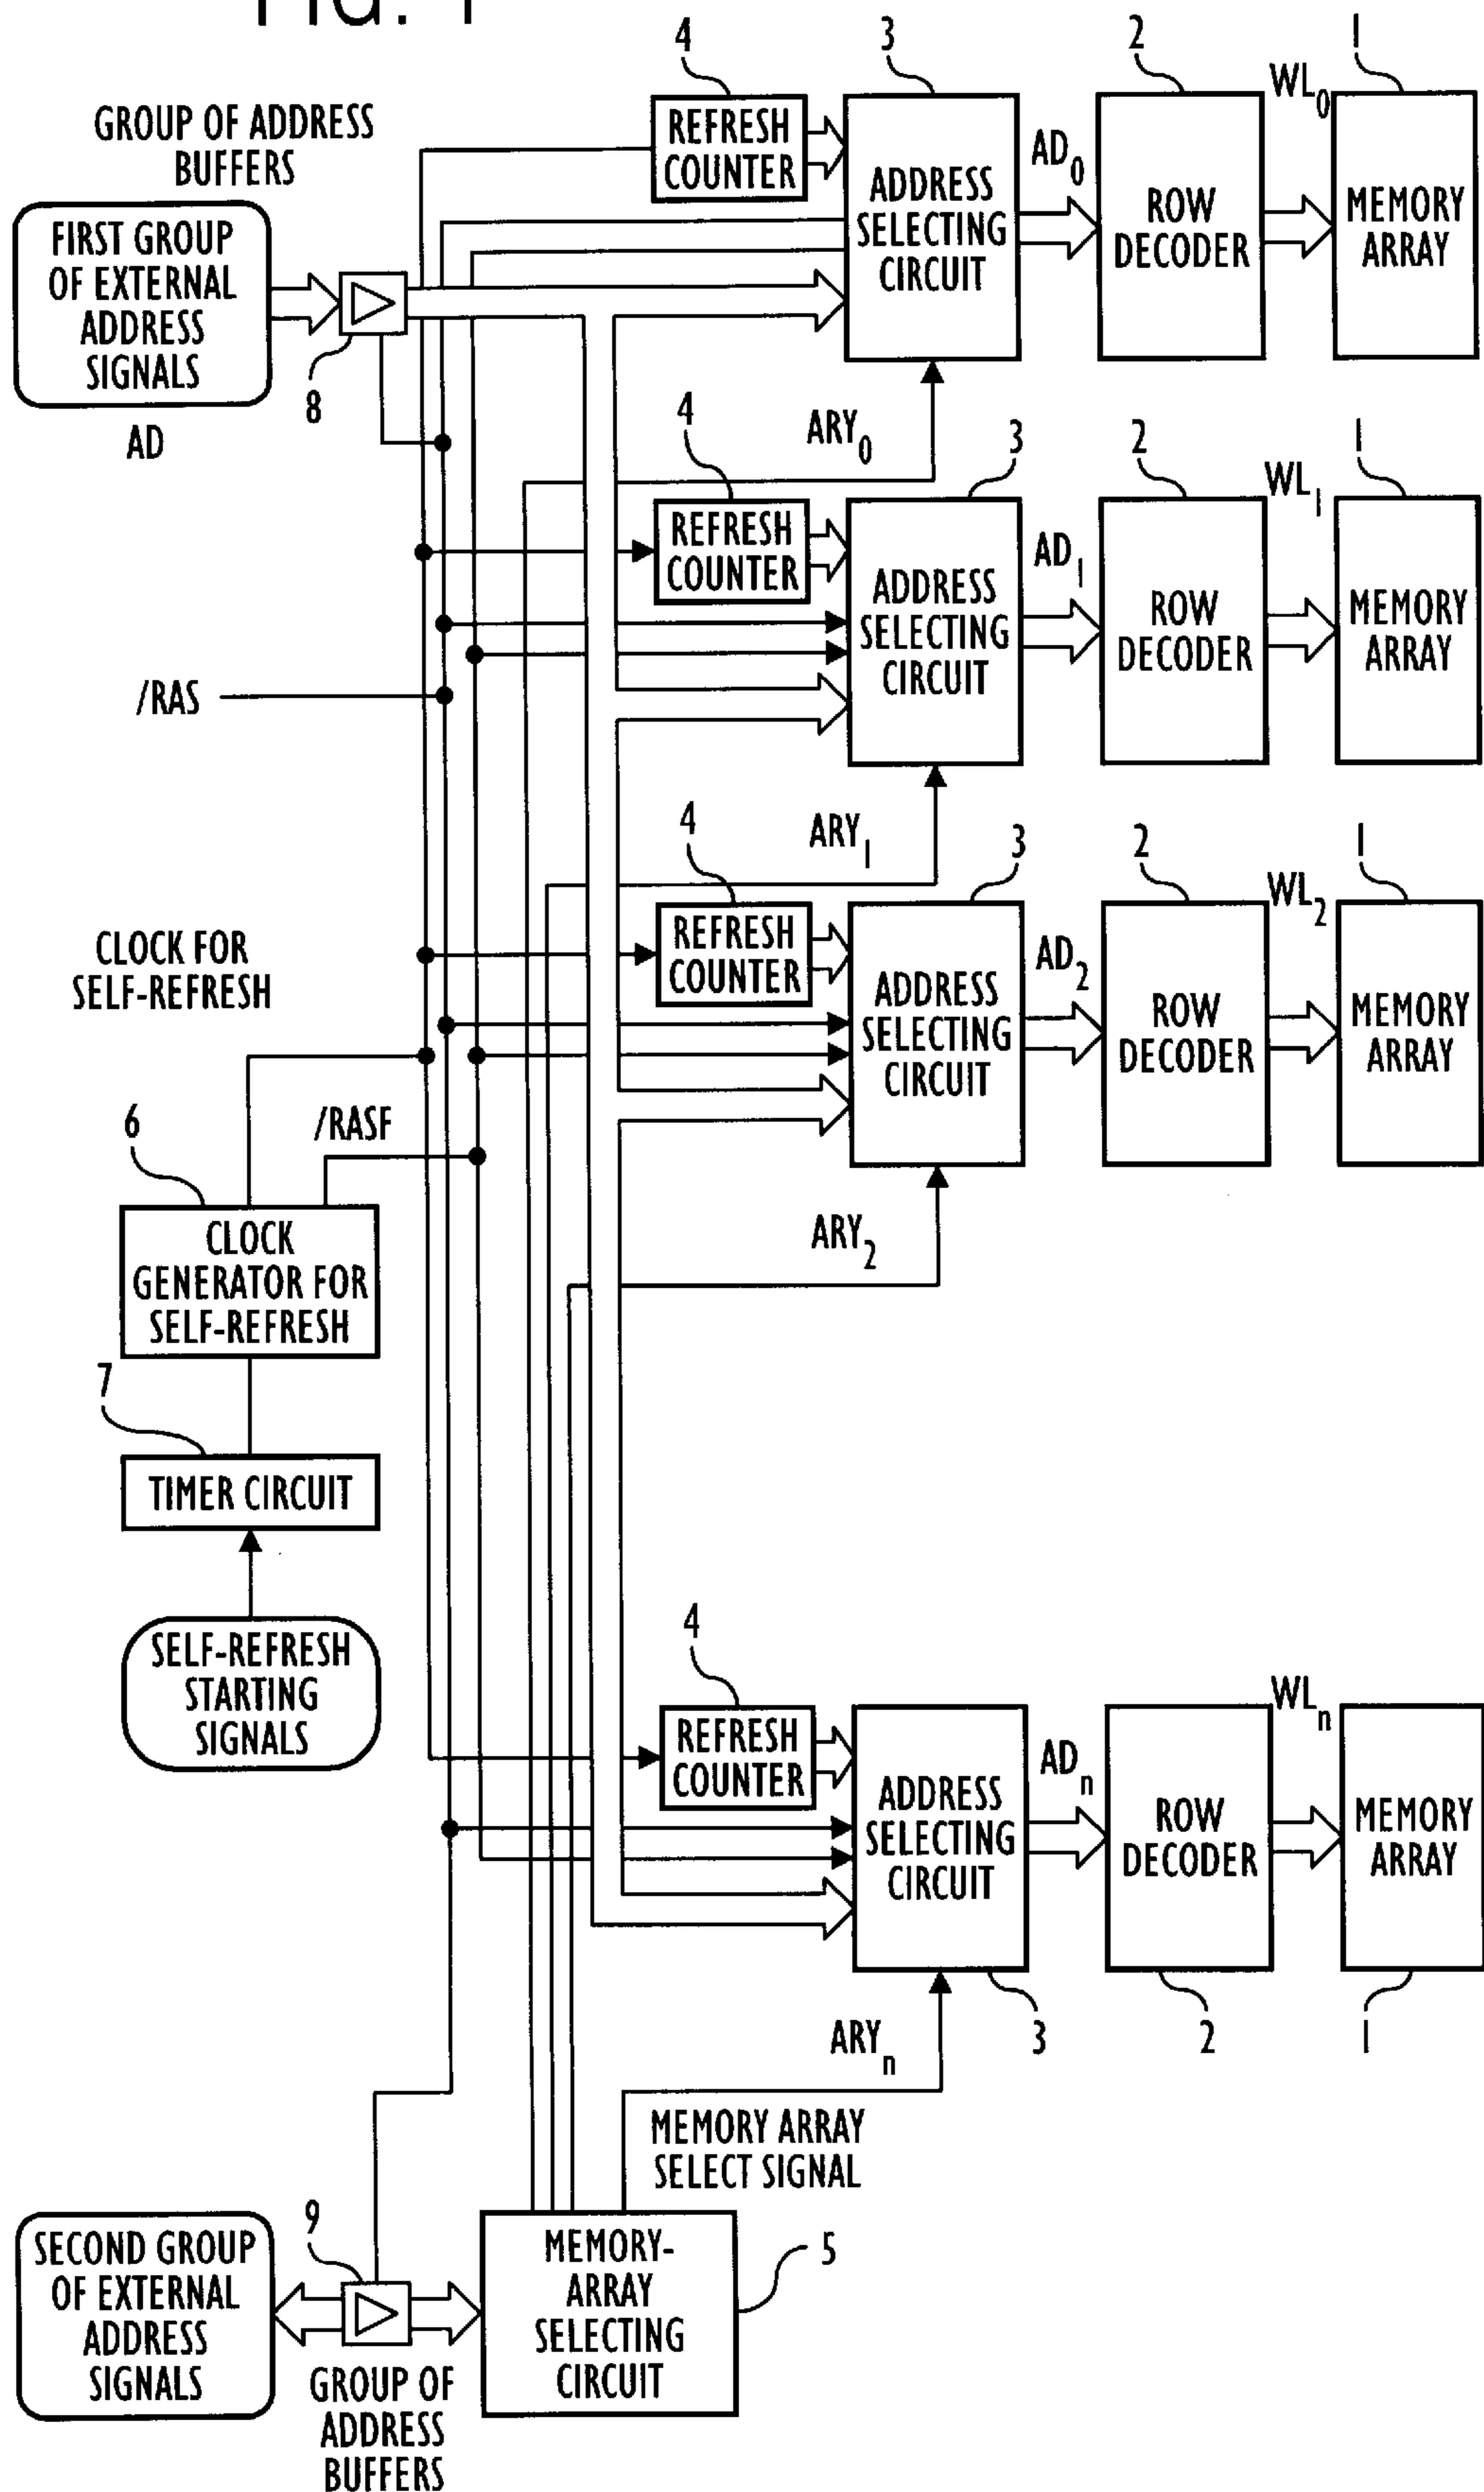 FIG. 1
GROUP OF ADDRESS
BUFFERS
FIRST GROUP
OF EXTERNAL
ADDRESS
SIGNALS
AD
8
4
REFRESH
COUNTER
3
ADDRESS
SELECTING
CIRCUIT
AD0
2
ROW
DECODER
WL0
1
MEMORY
ARRAY
ARY0
4
REFRESH
COUNTER
3
ADDRESS
SELECTING
CIRCUIT
AD1
2
ROW
DECODER
WL1
1
MEMORY
ARRAY
/RAS
ARY1
4
REFRESH
COUNTER
3
ADDRESS
SELECTING
CIRCUIT
AD2
2
ROW
DECODER
WL2
1
MEMORY
ARRAY
CLOCK FOR
SELF-REFRESH
/RASF
6
CLOCK
GENERATOR FOR
SELF-REFRESH
ARY2
7
TIMER CIRCUIT
SELF-REFRESH
STARTING
SIGNALS
4
REFRESH
COUNTER
ADDRESS
SELECTING
CIRCUIT
3
ADn
ROW
DECODER
2
WLn
MEMORY
ARRAY
1
ARYn
MEMORY ARRAY
SELECT SIGNAL
SECOND GROUP
OF EXTERNAL
ADDRESS
SIGNALS
9
GROUP OF
ADDRESS
BUFFERS
MEMORY-
ARRAY
SELECTING
CIRCUIT
5